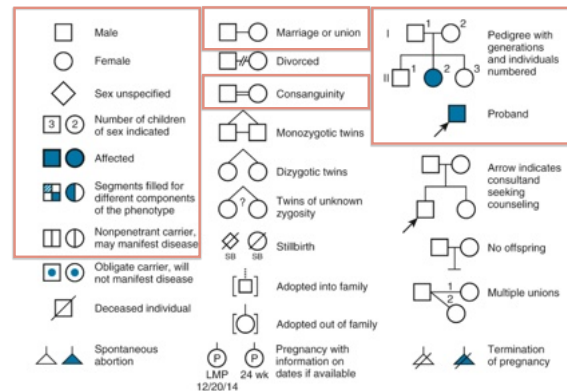 Male
Female
Sex unspecified
3 2 Number of children
of sex indicated
Affected
Segments filled for
different components
of the phenotype
Nonpenetrant carrier,
may manifest disease
Obligate carrier, will
not manifest disease
Deceased individual
Spontaneous
abortion
Marriage or union
Divorced
Consanguinity
Monozygotic twins
Dizygotic twins
? Twins of unknown
zygosity
Stillbirth
SB SB
Adopted into family
Adopted out of family
P P Pregnancy with
information on
dates if available
LMP 24 wk
12/20/14
I 1 2
II 1 2 3
Pedigree with
generations
and individuals
numbered
Proband
Arrow indicates
consultand
seeking
counseling
No offspring
1
2
Multiple unions
Termination
of pregnancy